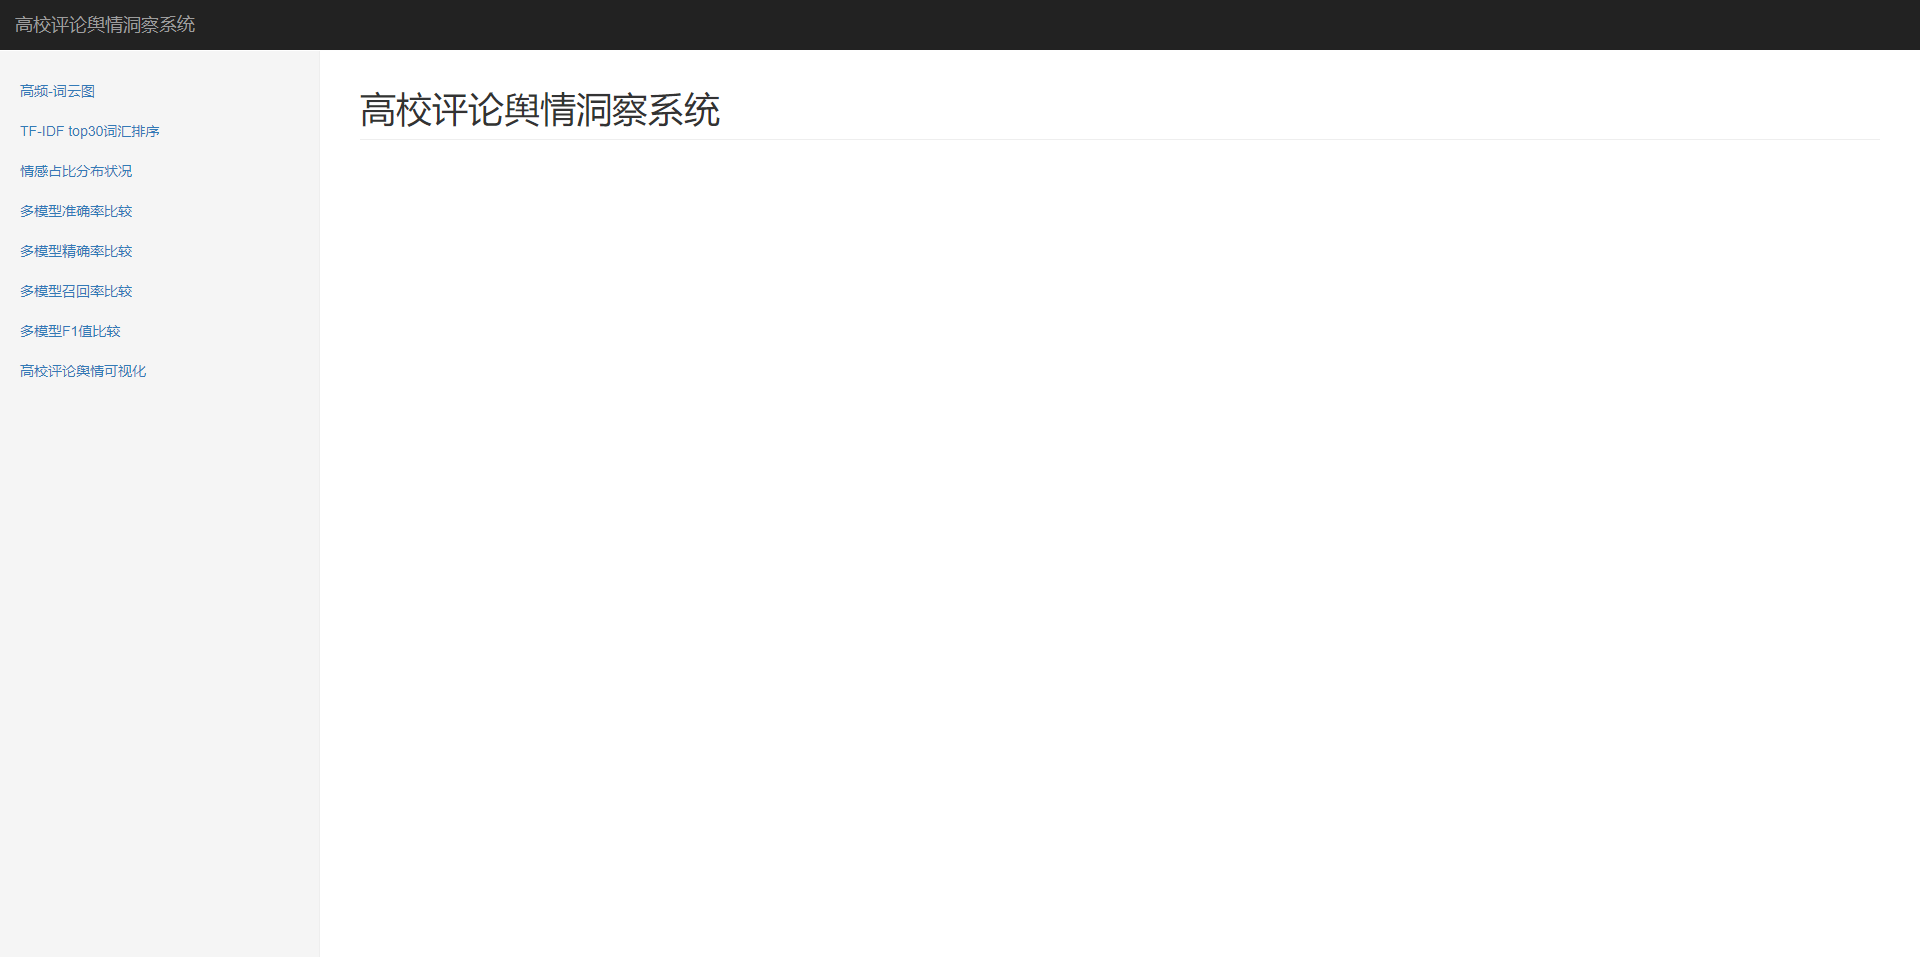 高校评论舆情洞察系统
高频-词云图
TF-IDF top30词汇排序
情感占比分布状况
多模型准确率比较
多模型精确率比较
多模型召回率比较
多模型F1值比较
高校评论舆情可视化
高校评论舆情洞察系统